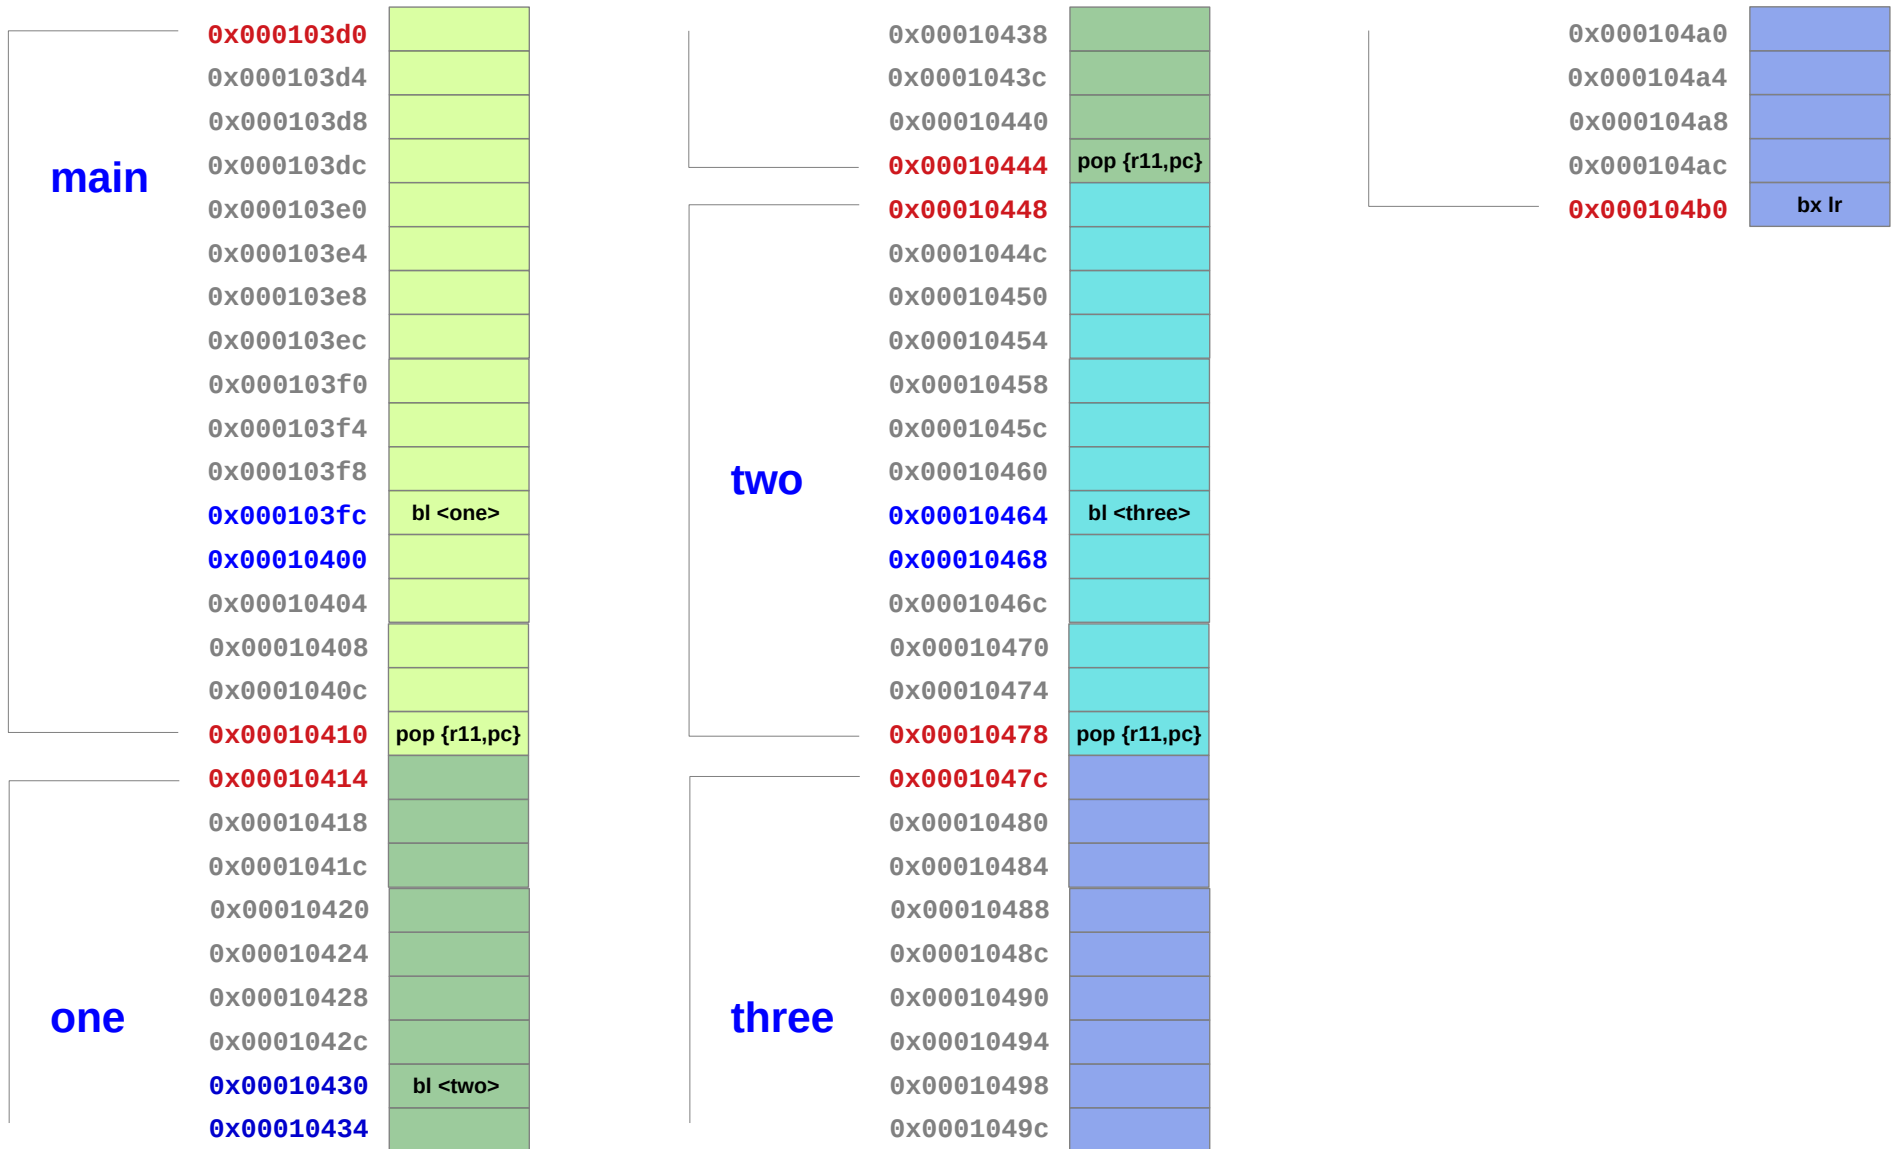 0x000103d0
0x000103d4
0x000103d8
0x000103dc
main
0x000103e0
0x000103e4
0x000103e8
0x000103ec
0x000103f0
0x000103f4
0x000103f8
0x000103fc bl <one>
0x00010400
0x00010404
0x00010408
0x0001040c
0x00010410 pop {r11,pc}
0x00010414
0x00010418
0x0001041c
0x00010420
0x00010424
0x00010428
one
0x0001042c
0x00010430 bl <two>
0x00010434
0x00010438
0x0001043c
0x00010440
0x00010444 pop {r11,pc}
0x00010448
0x0001044c
0x00010450
0x00010454
0x00010458
0x0001045c
0x00010460
two
0x00010464 bl <three>
0x00010468
0x0001046c
0x00010470
0x00010474
0x00010478 pop {r11,pc}
0x0001047c
0x00010480
0x00010484
0x00010488
0x0001048c
0x00010490
three
0x00010494
0x00010498
0x0001049c
0x000104a0
0x000104a4
0x000104a8
0x000104ac
0x000104b0 bx lr